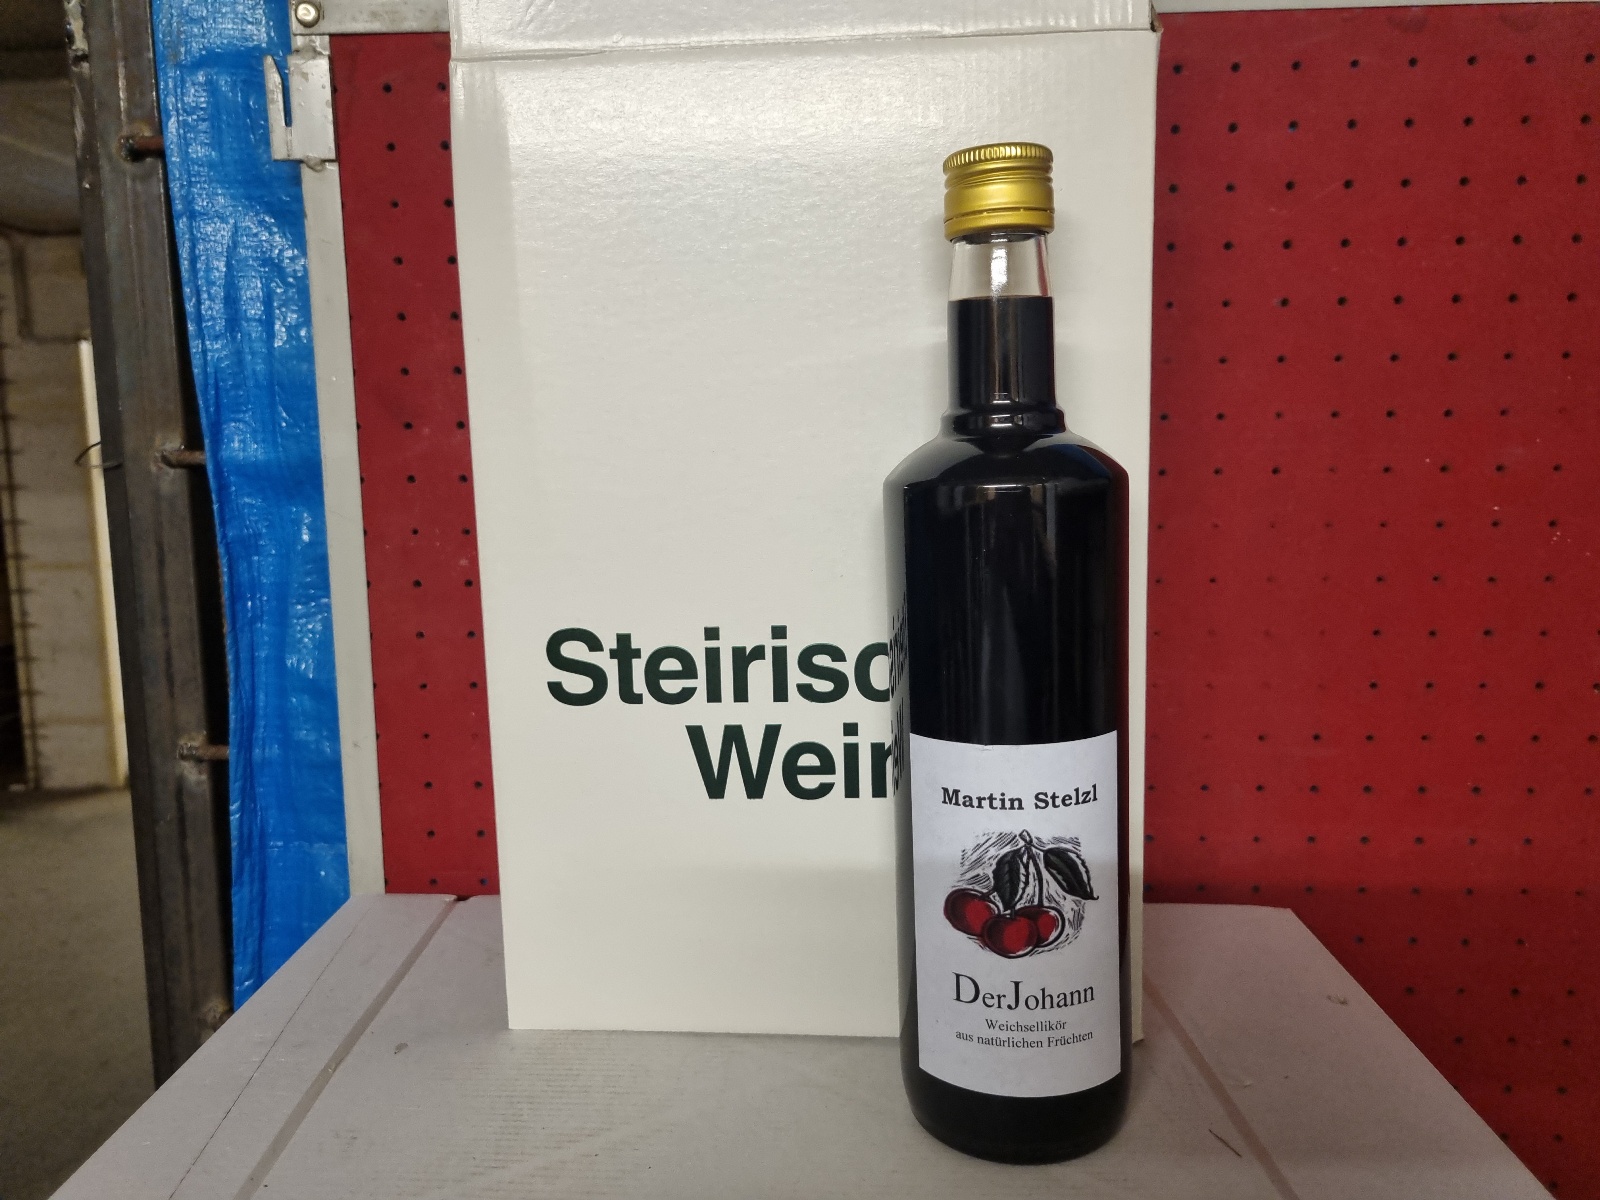 Steirisc
Wein
Martin Stelzl
DerJohann
Weichsellikör
aus natürlichen Früchten